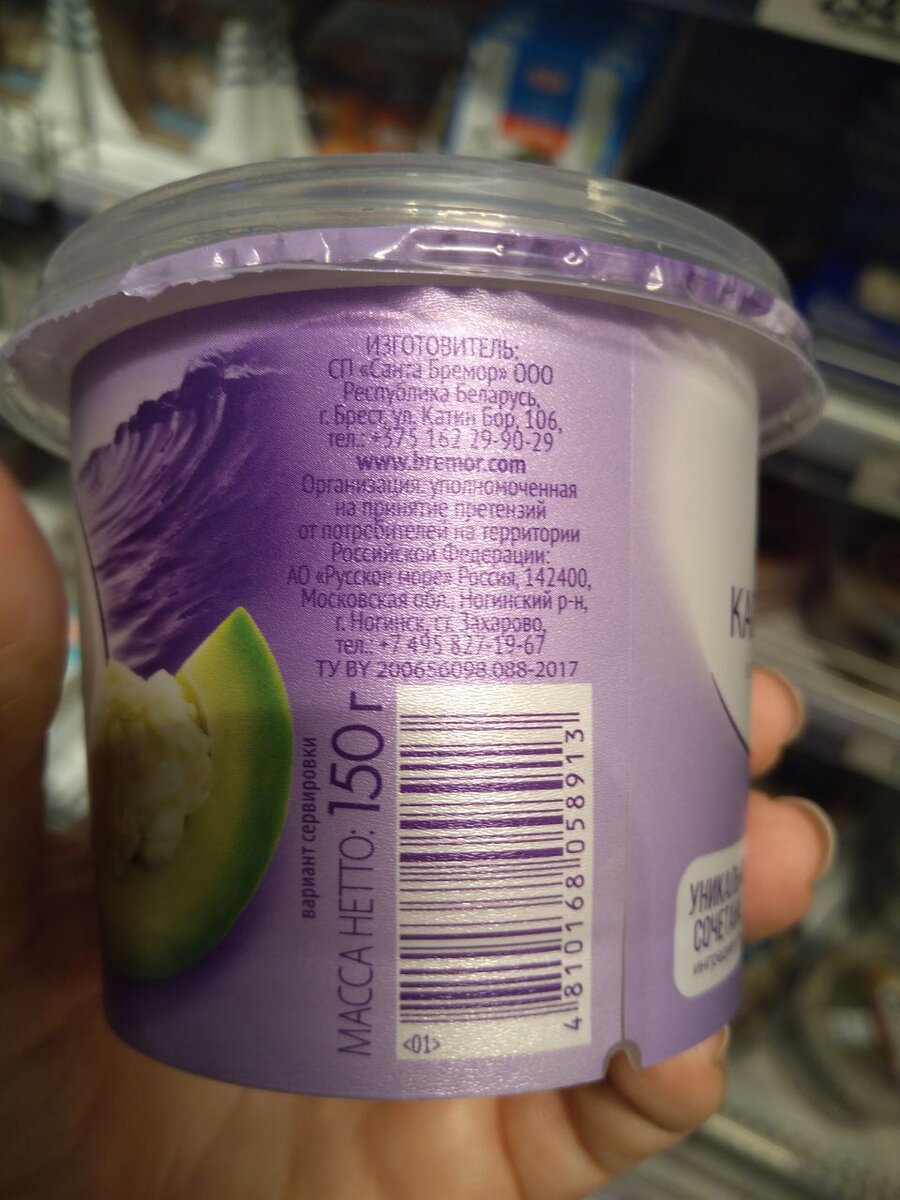 ИЗГОТОВИТЕЛЬ:
СП «Санта Бремор» ООО
Республика Беларусь,
г. Брест, ул. Катин Бор, 106,
тел.: +375 162 29-90-29
www.bremor.com
Организация, уполномоченная
на принятие претензий
от потребителей на территории
Российской Федерации:
АО «Русское море» Россия, 142400,
Московская обл., Ногинский р-н,
г. Ногинск, ст. Захарово,
тел.: +7 495 827-19-67
ТУ BY 200656098.088-2017
вариант сервировки
МАССА НЕТТО: 150 г
4 810168 058913
<01>